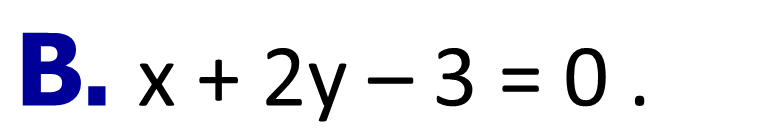 B. x + 2y – 3 = 0 .